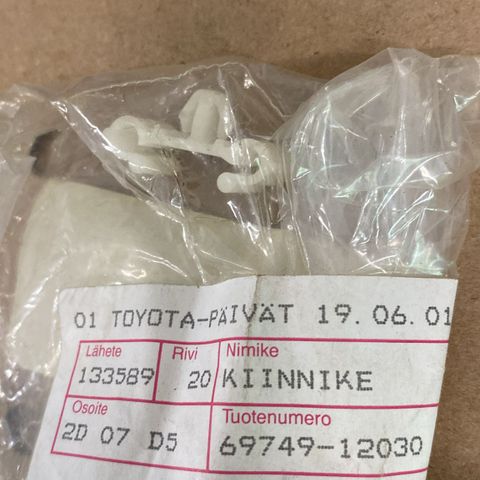 01 TOYOTA-PÄIVÄT 19.06.01
Lähete Rivi Nimike
133589 20 KIINNIKE
Osoite Tuotenumero
2D 07 D5 69749-12030